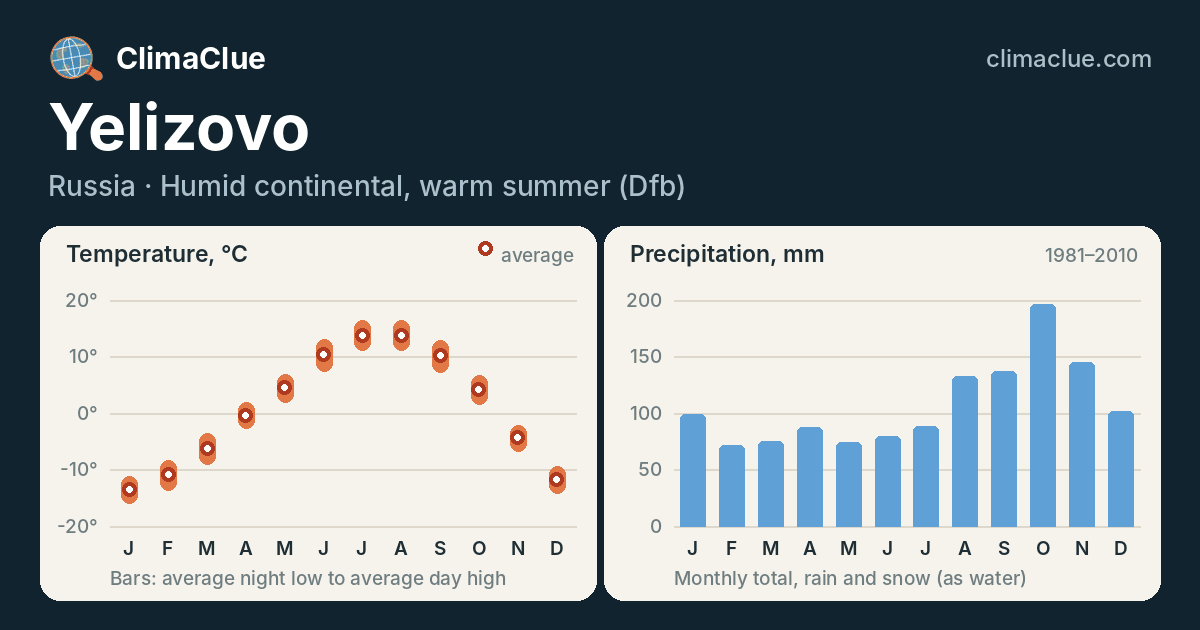 ClimaClue
climaclue.com
Yelizovo
Russia · Humid continental, warm summer (Dfb)
Temperature, °C
average
20°
10°
0°
-10°
-20°
J F M A M J J A S O N D
Bars: average night low to average day high
Precipitation, mm
1981–2010
200
150
100
50
0
J F M A M J J A S O N D
Monthly total, rain and snow (as water)